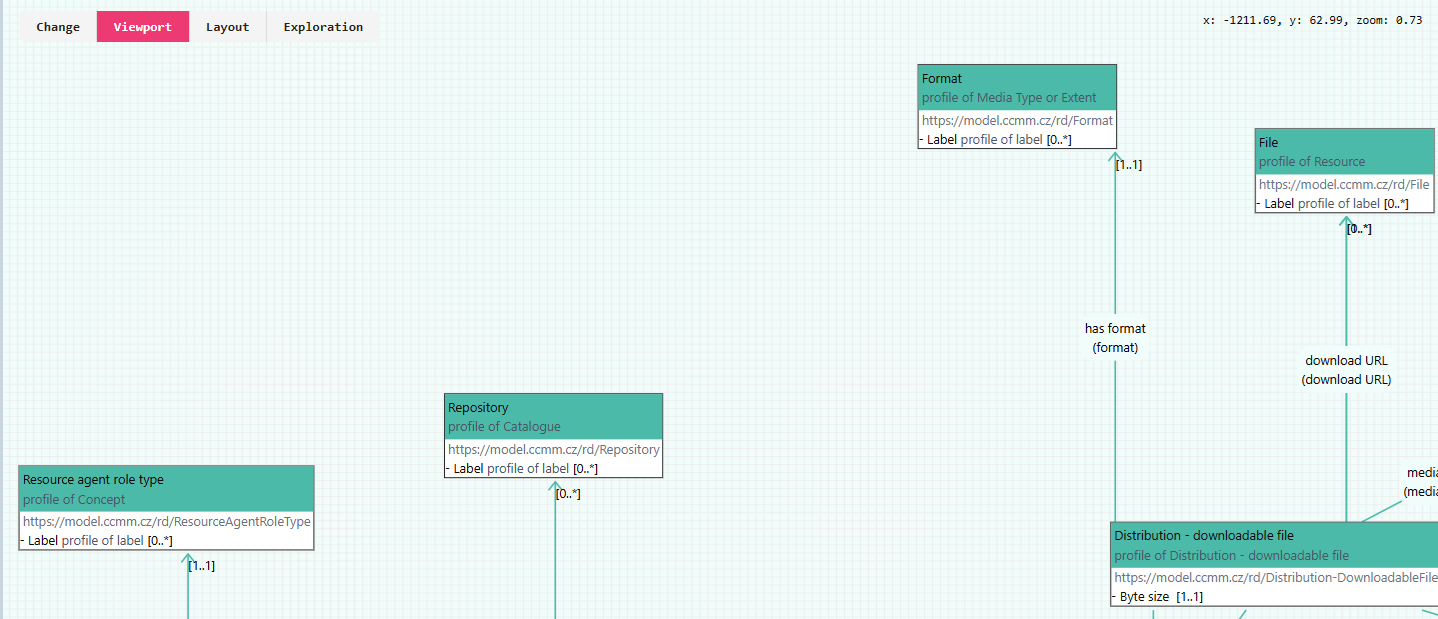 Change Viewport Layout Exploration
x: -1211.69, y: 62.99, zoom: 0.73
Format
profile of Media Type or Extent
https://model.ccmm.cz/rd/Format
- Label profile of label [0..*]
[1..1]
File
profile of Resource
https://model.ccmm.cz/rd/File
- Label profile of label [0..*]
has format
(format)
download URL
(download URL)
Repository
profile of Catalogue
https://model.ccmm.cz/rd/Repository
- Label profile of label [0..*]
[0..*]
Resource agent role type
profile of Concept
https://model.ccmm.cz/rd/ResourceAgentRoleType
- Label profile of label [0..*]
[1..1]
Distribution - downloadable file
profile of Distribution - downloadable file
https://model.ccmm.cz/rd/Distribution-DownloadableFile
- Byte size [1..1]